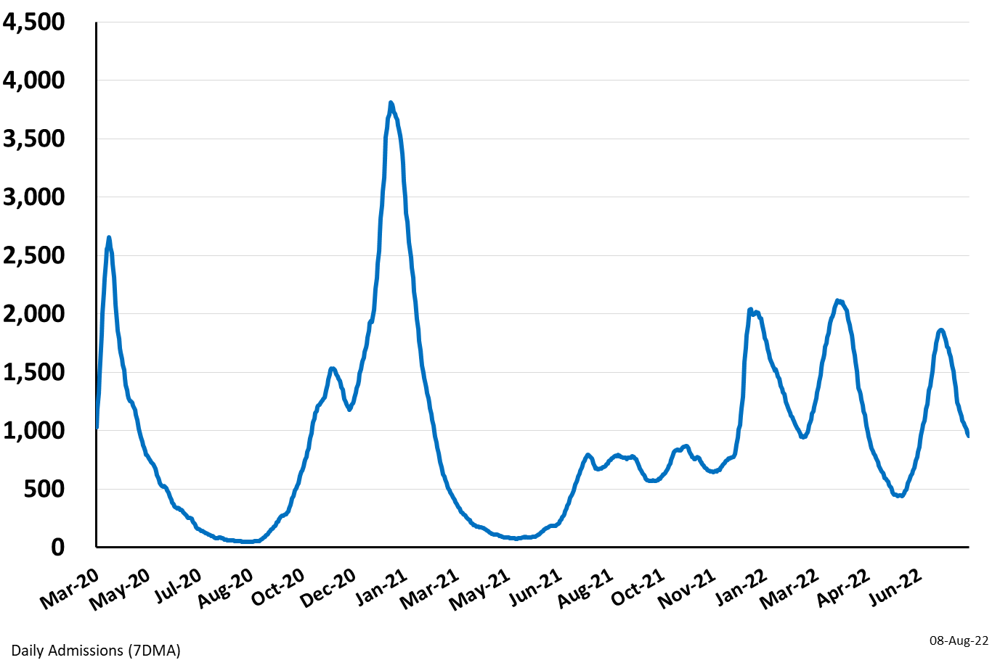 4,500
4,000
3,500
3,000
2,500
2,000
1,500
1,000
500
0
Mar-20
May-20
Jul-20
Aug-20
Oct-20
Dec-20
Jan-21
Mar-21
May-21
Jun-21
Aug-21
Oct-21
Nov-21
Jan-22
Mar-22
Apr-22
Jun-22
08-Aug-22
Daily Admissions (7DMA)